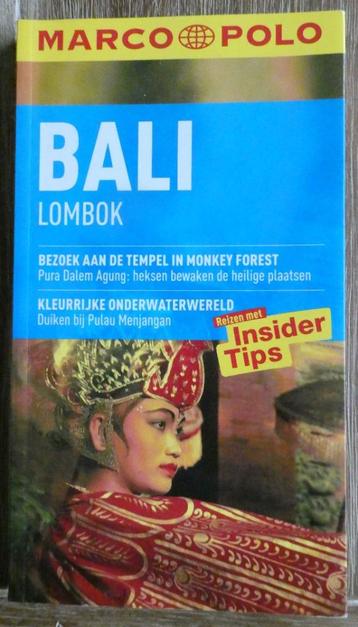 MARCO POLO
BALI
LOMBOK
BEZOEK AAN DE TEMPEL IN MONKEY FOREST
Pura Dalem Agung: heksen bewaken de heilige plaatsen
KLEURRIJKE ONDERWATERWERELD
Duiken bij Pulau Menjangan
Reizen met
Insider
Tips